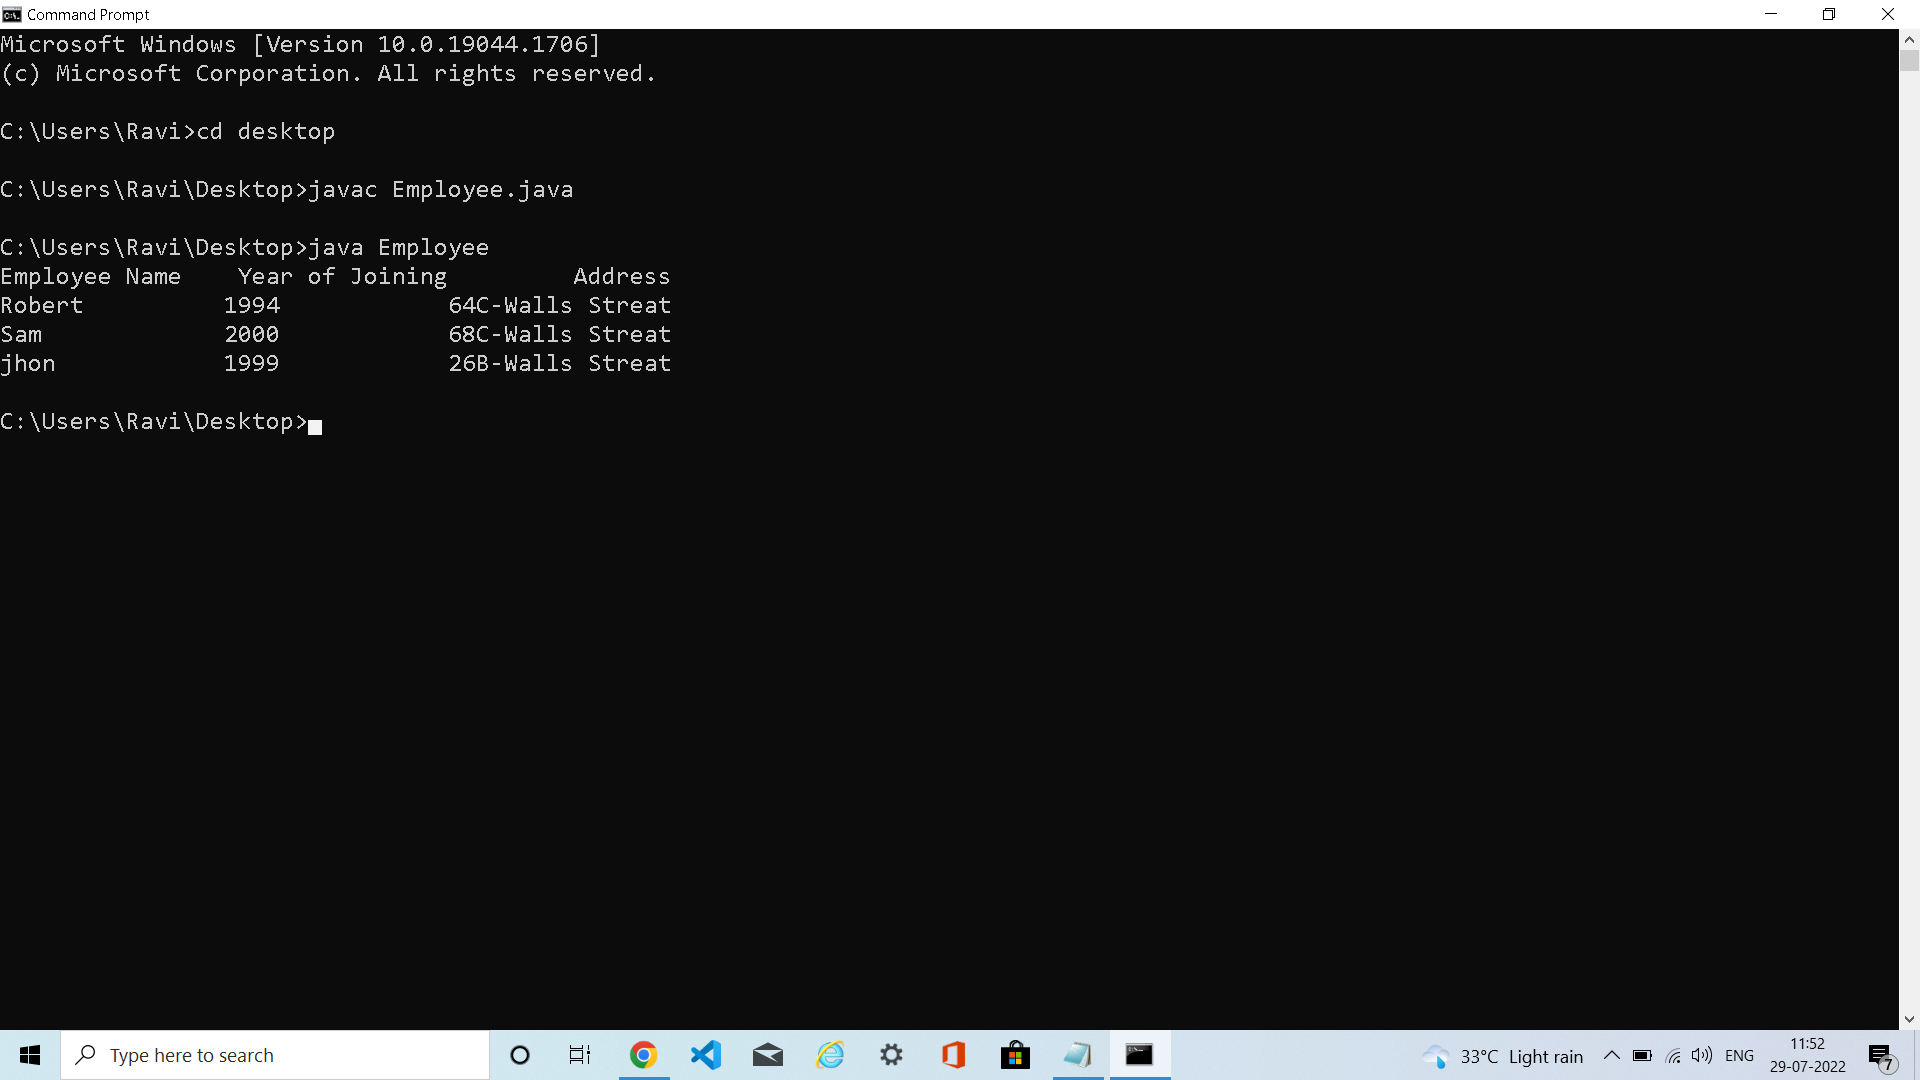 Command Prompt
Microsoft Windows [Version 10.0.19044.1706]
(c) Microsoft Corporation. All rights reserved.
C:\Users\Ravi>cd desktop
C:\Users\Ravi\Desktop>javac Employee.java
C:\Users\Ravi\Desktop>java Employee
Employee Name    Year of Joining         Address
Robert          1994            64C-Walls Streat
Sam             2000            68C-Walls Streat
jhon            1999            26B-Walls Streat
C:\Users\Ravi\Desktop>
Type here to search
33°C Light rain
ENG
11:52
29-07-2022
7